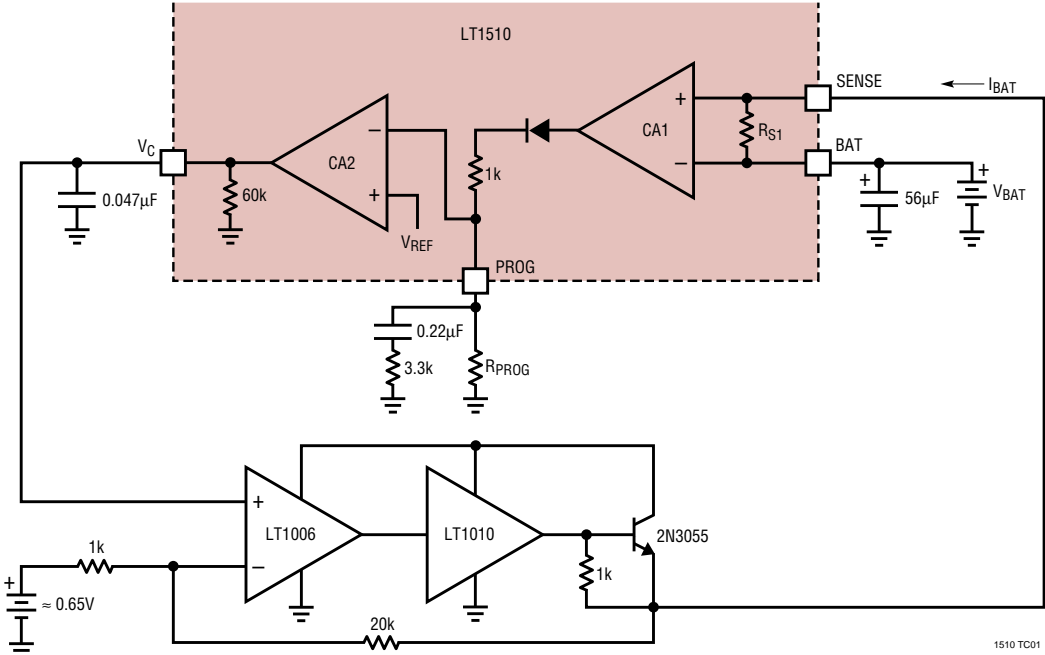 LT1510
SENSE
I_BAT
CA1
+
–
R_S1
BAT
+
56µF
+
V_BAT
V_C
0.047µF
60k
CA2
–
+
V_REF
1k
PROG
0.22µF
3.3k
R_PROG
+
LT1006
–
LT1010
2N3055
1k
1k
+
≈ 0.65V
20k
1510 TC01